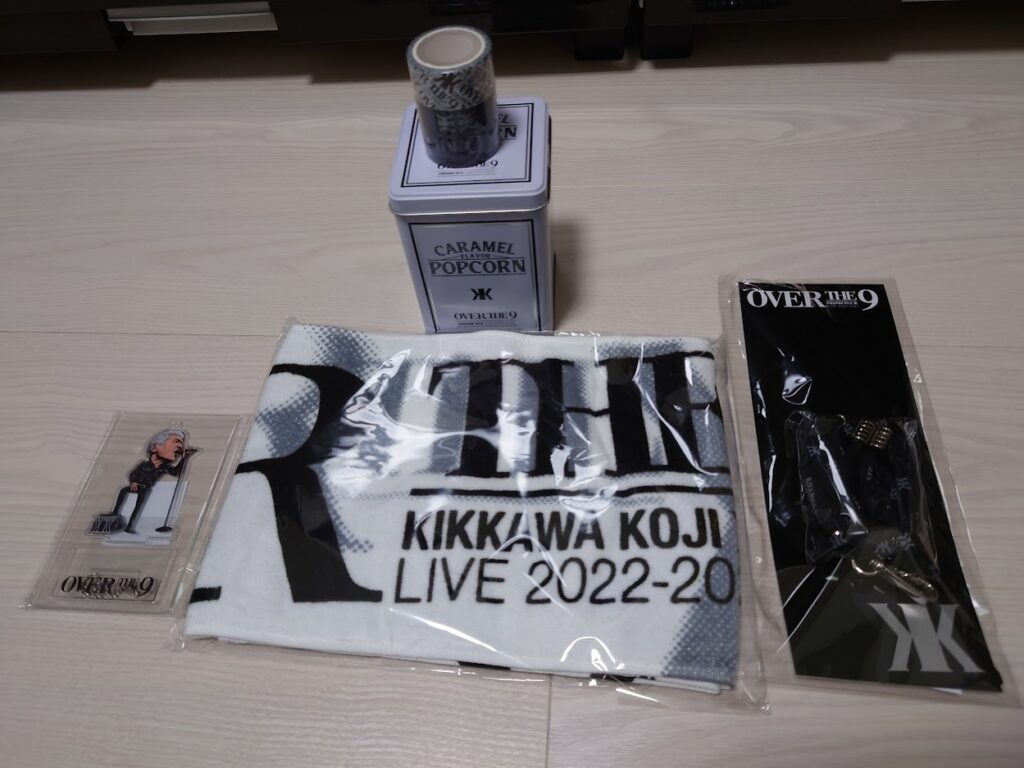 OVER THE 9
CARAMEL
FLAVOR
POPCORN
KK
OVER THE 9
OVER THE 9
R THE
KIKKAWA KOJI
LIVE 2022-20
OVER THE 9
KK